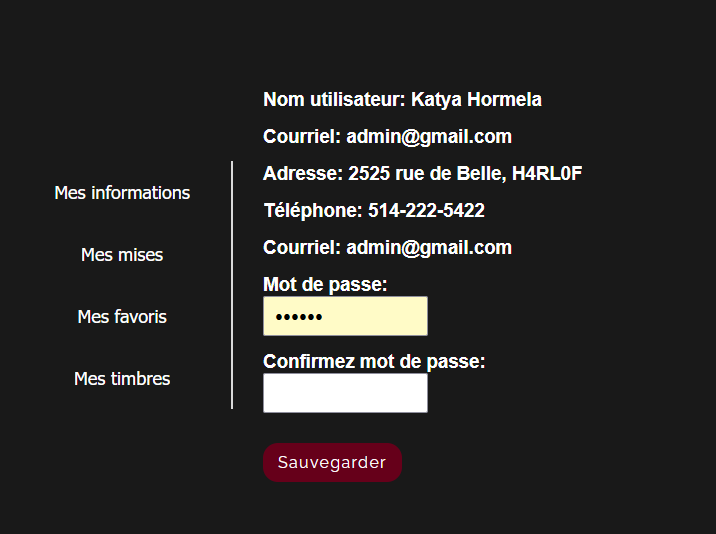 Mes informations
Mes mises
Mes favoris
Mes timbres
Nom utilisateur: Katya Hormela
Courriel: admin@gmail.com
Adresse: 2525 rue de Belle, H4RL0F
Téléphone: 514-222-5422
Courriel: admin@gmail.com
Mot de passe:
••••••
Confirmez mot de passe:
Sauvegarder